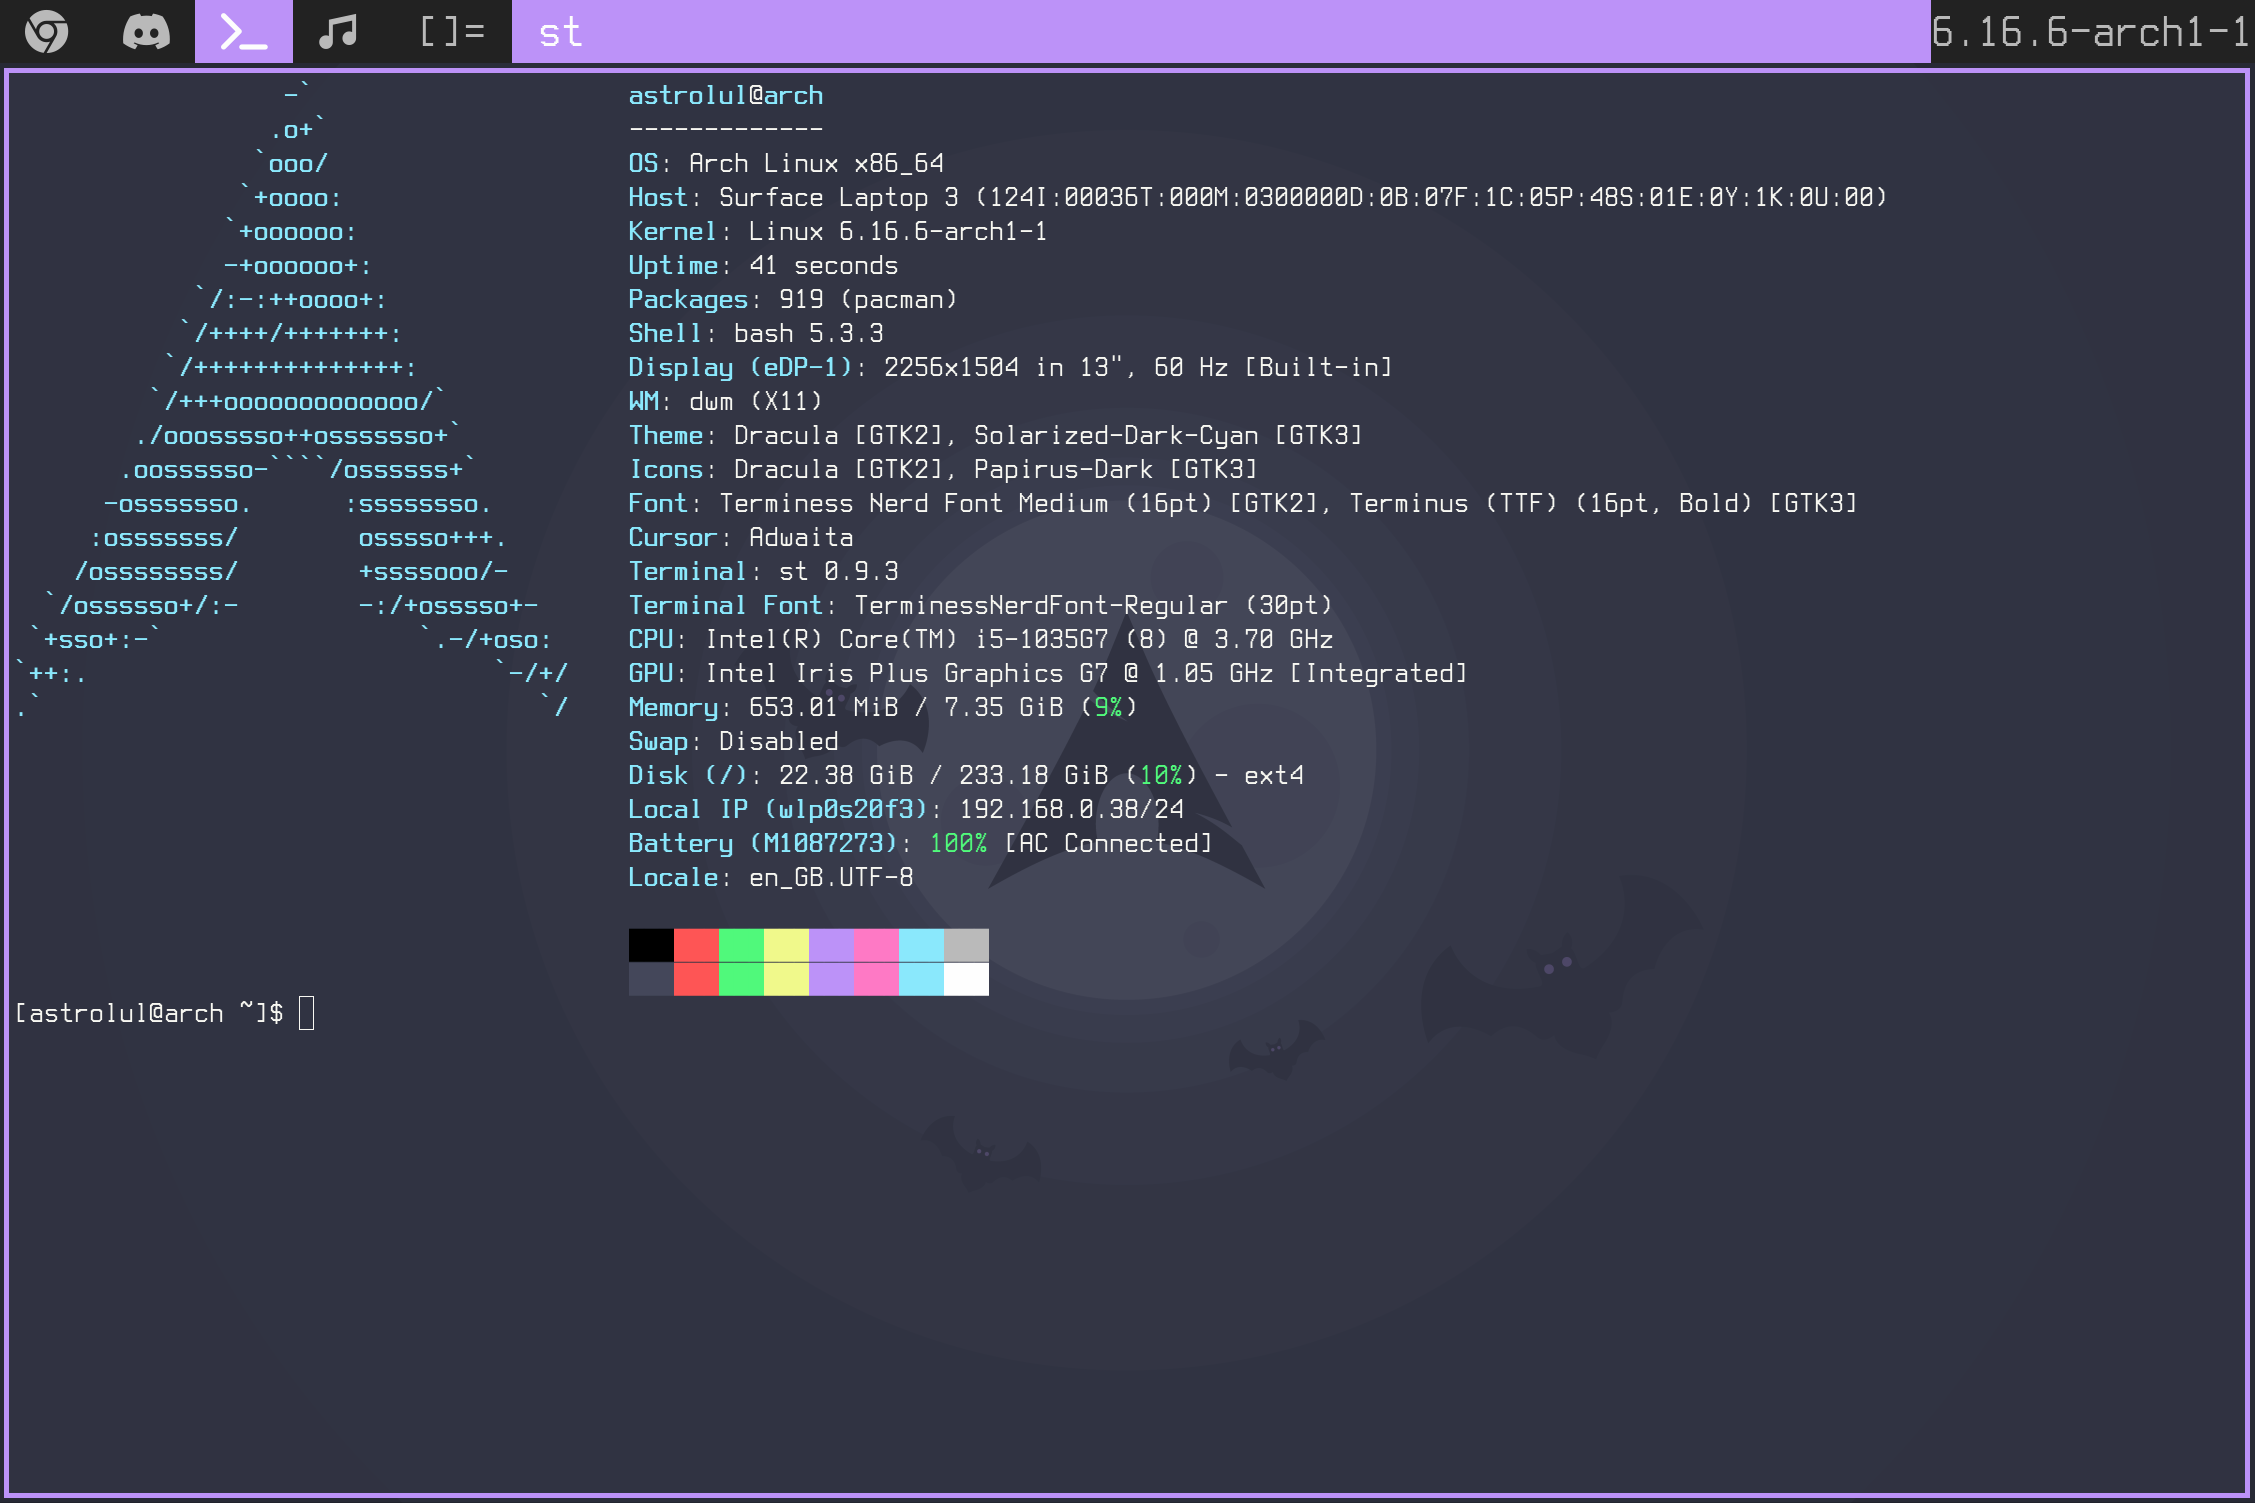 []= st 6.16.6-arch1-1
-` astrolul@arch
.o+` -------------
`ooo/ OS: Arch Linux x86_64
`+oooo: Host: Surface Laptop 3 (124I:00036T:000M:0300000D:0B:07F:1C:05P:48S:01E:0Y:1K:0U:00)
`+oooooo: Kernel: Linux 6.16.6-arch1-1
-+oooooo+: Uptime: 41 seconds
`/:-:++oooo+: Packages: 919 (pacman)
`/++++/+++++++: Shell: bash 5.3.3
`/++++++++++++++: Display (eDP-1): 2256x1504 in 13", 60 Hz [Built-in]
`/+++ooooooooooooo/` WM: dwm (X11)
./ooosssso++osssssso+` Theme: Dracula [GTK2], Solarized-Dark-Cyan [GTK3]
.oossssso-````/ossssss+` Icons: Dracula [GTK2], Papirus-Dark [GTK3]
-osssssso. :ssssssso. Font: Terminess Nerd Font Medium (16pt) [GTK2], Terminus (TTF) (16pt, Bold) [GTK3]
:osssssss/ osssso+++. Cursor: Adwaita
/ossssssss/ +ssssooo/- Terminal: st 0.9.3
`/ossssso+/:- -:/+osssso+- Terminal Font: TerminessNerdFont-Regular (30pt)
`+sso+:-` `.-/+oso: CPU: Intel(R) Core(TM) i5-1035G7 (8) @ 3.70 GHz
`++:. `-/+/ GPU: Intel Iris Plus Graphics G7 @ 1.05 GHz [Integrated]
.` `/ Memory: 653.01 MiB / 7.35 GiB (9%)
Swap: Disabled
Disk (/): 22.38 GiB / 233.18 GiB (10%) - ext4
Local IP (wlp0s20f3): 192.168.0.38/24
Battery (M1087273): 100% [AC Connected]
Locale: en_GB.UTF-8
[astrolul@arch ~]$